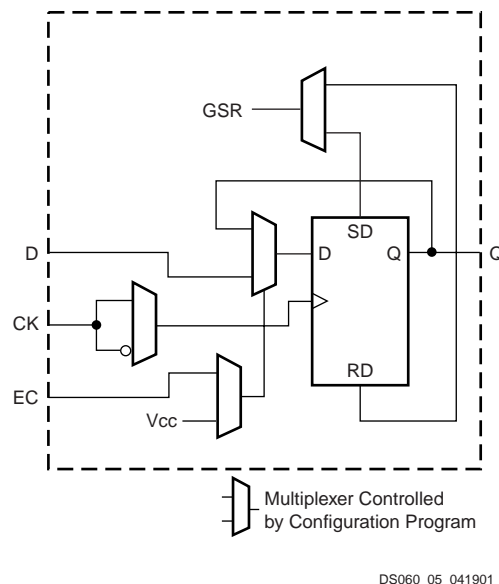 GSR
SD
D
D
Q
Q
CK
RD
EC
Vcc
Multiplexer Controlled
by Configuration Program
DS060_05_041901